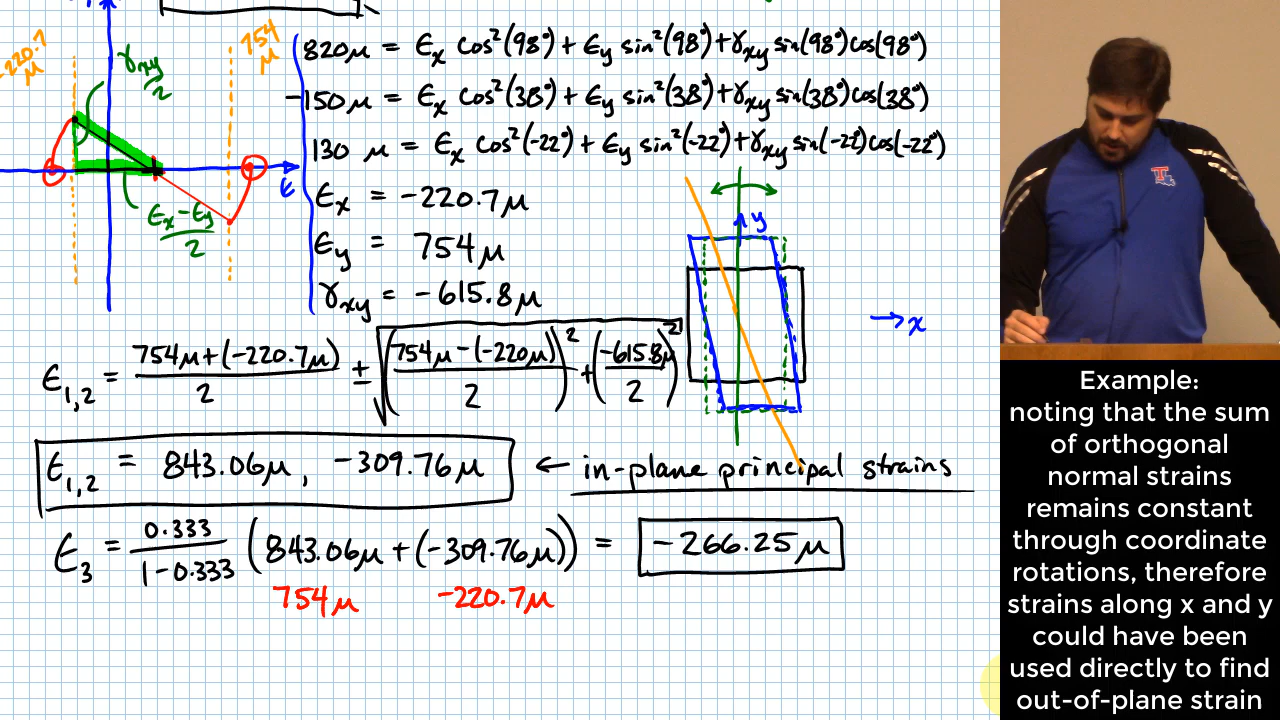 -220.7
μ
γxy
2
754
μ
ϵx - ϵy
2
ϵ
820μ = ϵx cos²(98°) + ϵy sin²(98°) + γxy sin(98°) cos(98°)
-150μ = ϵx cos²(38°) + ϵy sin²(38°) + γxy sin(38°) cos(38°)
130 μ = ϵx cos²(-22°) + ϵy sin²(-22°) + γxy sin(-22°) cos(-22°)
ϵx = -220.7μ
ϵy = 754μ
γxy = -615.8μ
y
x
ϵ1,2 = (754μ + (-220.7μ))/2 ± √(((754μ - (-220μ))/2)² + (-615.8μ/2)²)
ϵ1,2 = 843.06μ, -309.76μ ← in-plane principal strains
ϵ3 = 0.333/(1-0.333) (843.06μ + (-309.76μ)) = -266.25μ
754μ -220.7μ
Example:
noting that the sum
of orthogonal
normal strains
remains constant
through coordinate
rotations, therefore
strains along x and y
could have been
used directly to find
out-of-plane strain